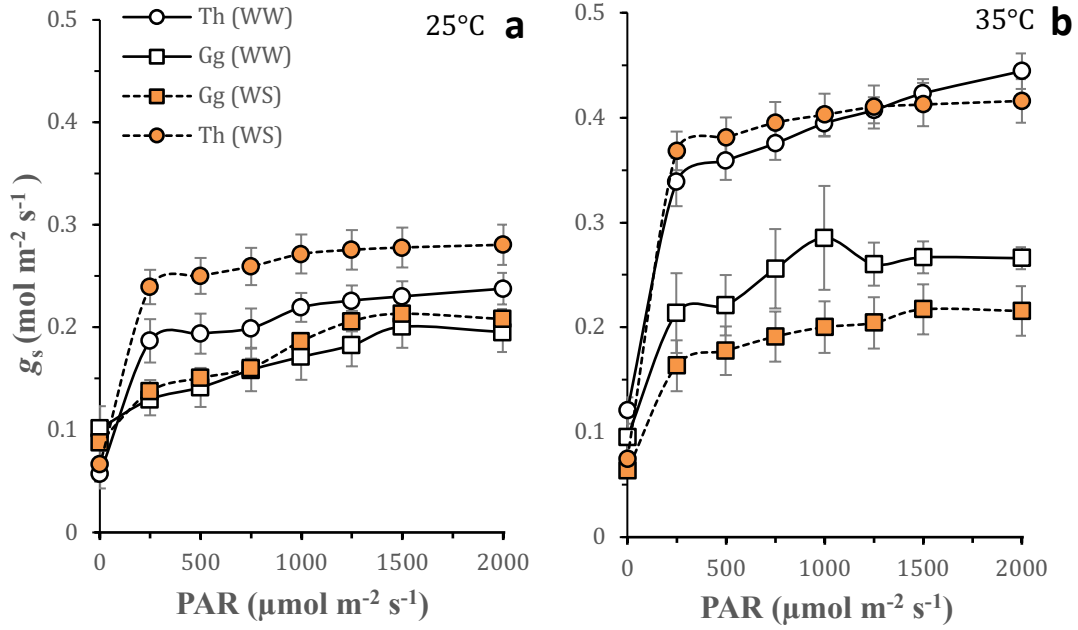 0.5
0.4
0.3
0.2
0.1
0
g_s (mol m⁻² s⁻¹)
Th (WW)
Gg (WW)
Gg (WS)
Th (WS)
25°C a
0 500 1000 1500 2000
PAR (µmol m⁻² s⁻¹)
0.5
0.4
0.3
0.2
0.1
0
35°C b
0 500 1000 1500 2000
PAR (µmol m⁻² s⁻¹)